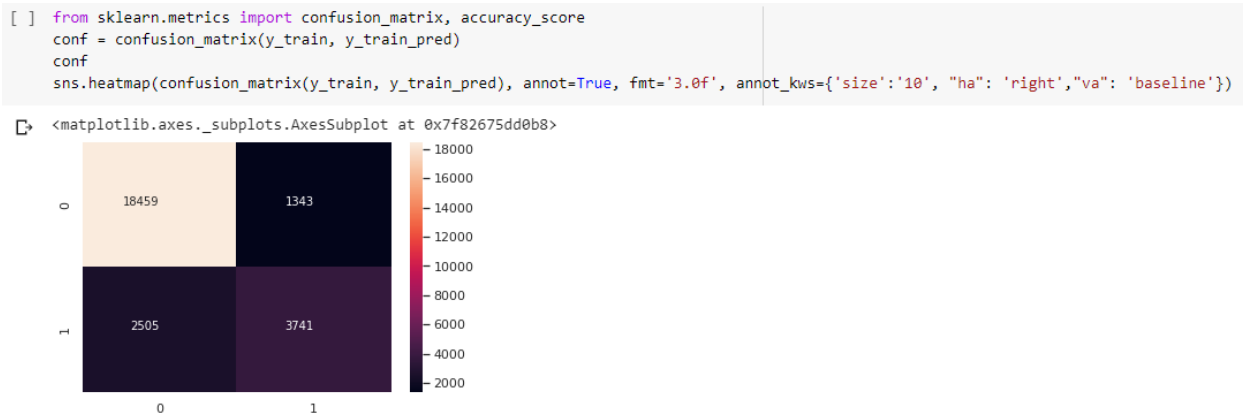 [ ] from sklearn.metrics import confusion_matrix, accuracy_score
conf = confusion_matrix(y_train, y_train_pred)
conf
sns.heatmap(confusion_matrix(y_train, y_train_pred), annot=True, fmt='3.0f', annot_kws={'size':'10', "ha": 'right',"va": 'baseline'})
<matplotlib.axes._subplots.AxesSubplot at 0x7f82675dd0b8>
18000
0 18459 1343
16000
14000
12000
10000
8000
1 2505 3741
6000
4000
2000
0 1